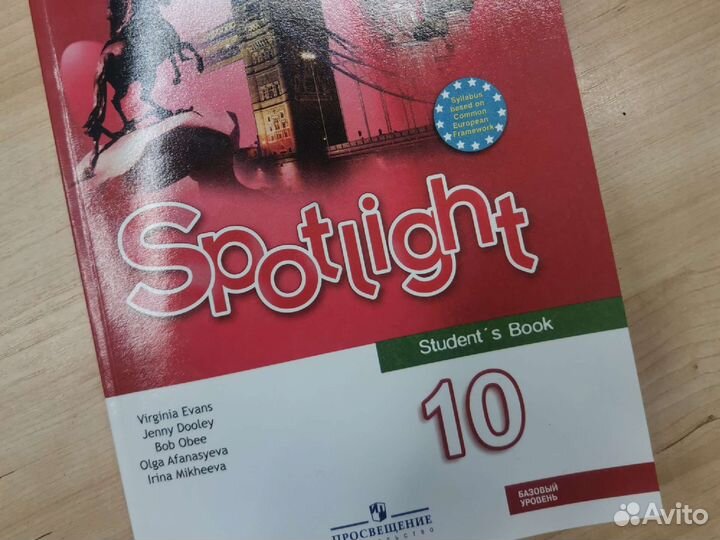 Syllabus
based on
Common
European
Framework
Spotlight
Student's Book
10
Virginia Evans
Jenny Dooley
Bob Obee
Olga Afanasyeva
Irina Mikheeva
БАЗОВЫЙ
УРОВЕНЬ
ПРОСВЕЩЕНИЕ
Avito